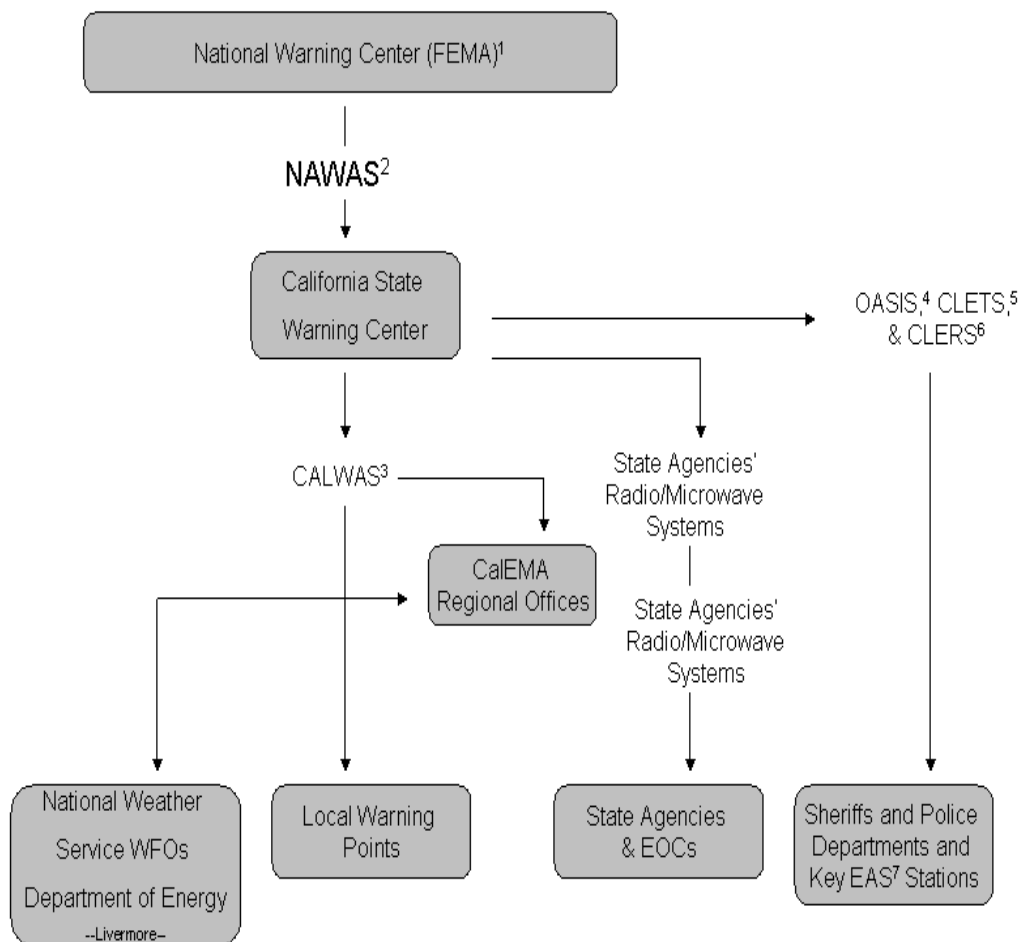 National Warning Center (FEMA)¹
NAWAS²
California State
Warning Center
OASIS,⁴ CLETS,⁵
& CLERS⁶
CALWAS³
State Agencies'
Radio/Microwave
Systems
CalEMA
Regional Offices
State Agencies'
Radio/Microwave
Systems
National Weather
Service WFOs
Department of Energy
--Livermore--
Local Warning
Points
State Agencies
& EOCs
Sheriffs and Police
Departments and
Key EAS⁷ Stations